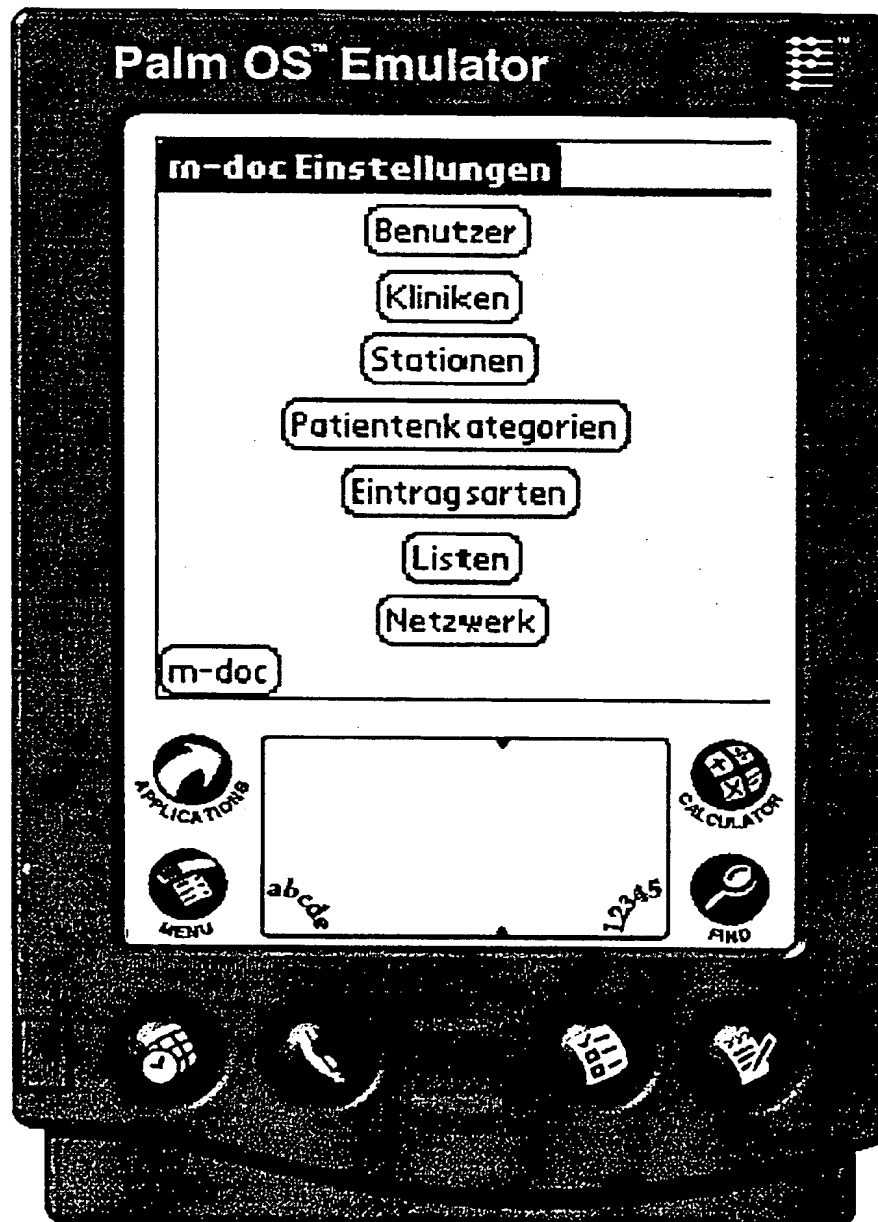 Palm OS™ Emulator ™
m-doc Einstellungen
Benutzer
Kliniken
Stationen
Patientenkategorien
Eintragsarten
Listen
Netzwerk
m-doc
APPLICATIONS
CALCULATOR
MENU
abcde
12345
FIND